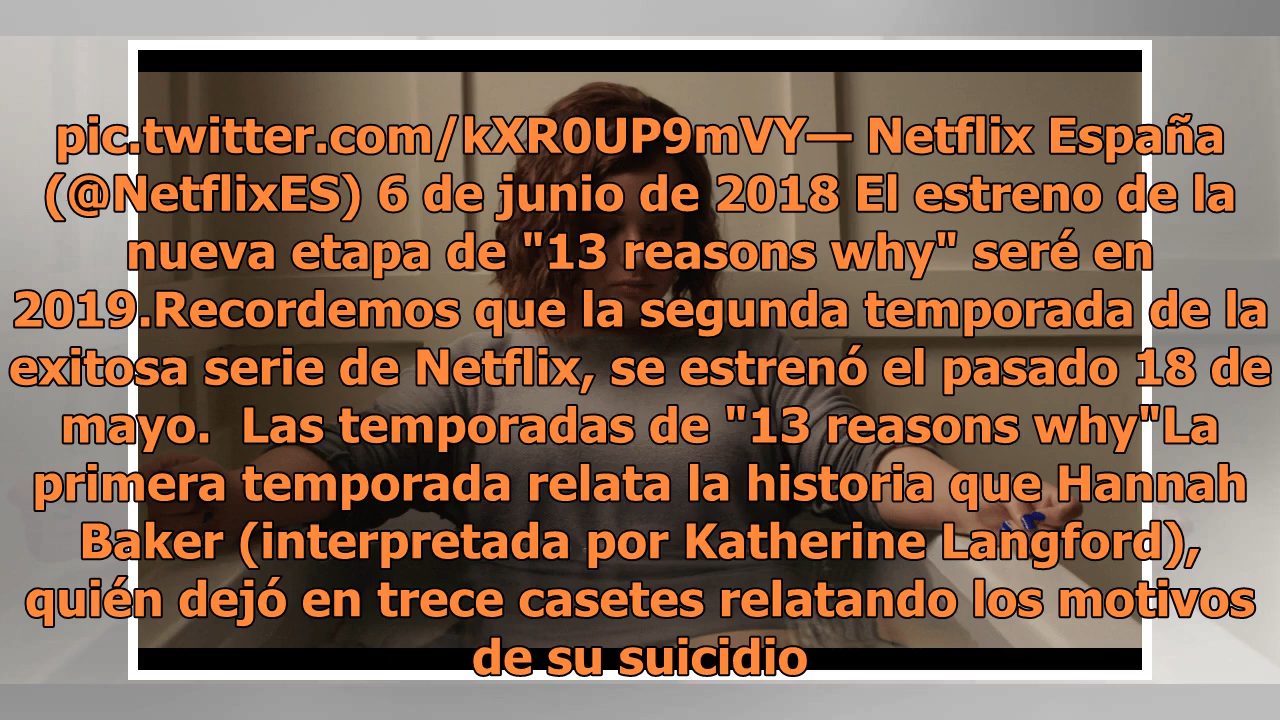 pic.twitter.com/kXR0UP9mVY— Netflix España
(@NetflixES) 6 de junio de 2018 El estreno de la
nueva etapa de "13 reasons why" seré en
2019.Recordemos que la segunda temporada de la
exitosa serie de Netflix, se estrenó el pasado 18 de
mayo.  Las temporadas de "13 reasons why"La
primera temporada relata la historia que Hannah
Baker (interpretada por Katherine Langford),
quién dejó en trece casetes relatando los motivos
de su suicidio